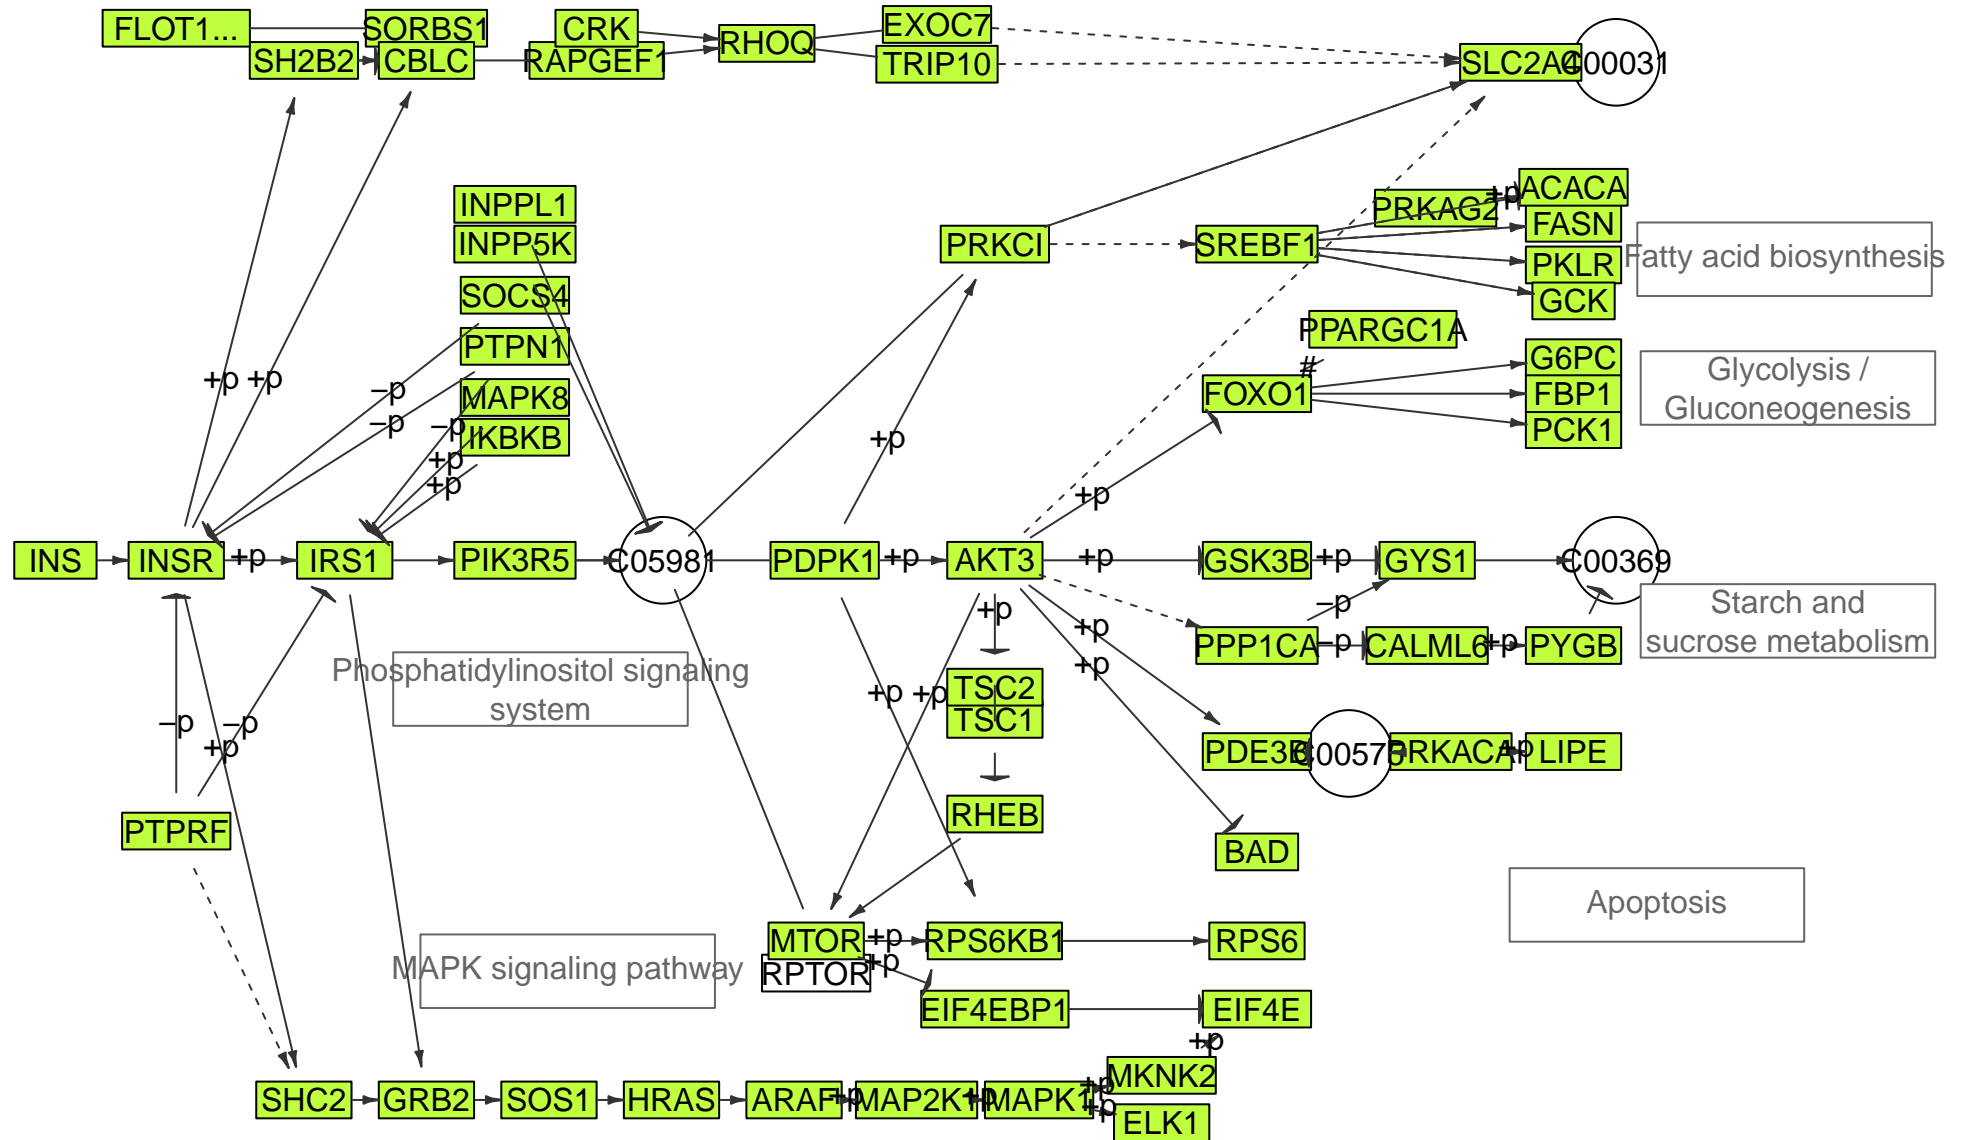 FLOT1...
SORBS1
CRK
RHOQ
EXOC7
SH2B2
CBLC
RAPGEF1
TRIP10
SLC2A4
C00031
INPPL1
INPP5K
SOCS4
PTPN1
MAPK8
IKBKB
PRKCI
SREBF1
PRKAG2
+p
ACACA
FASN
PKLR
GCK
Fatty acid biosynthesis
PPARGC1A
#
FOXO1
G6PC
FBP1
PCK1
Glycolysis /
Gluconeogenesis
+p
+p
−p
−p
−p
+p
+p
+p
+p
INS
INSR
+p
IRS1
PIK3R5
C05981
PDPK1
+p
AKT3
+p
GSK3B
+p
GYS1
C00369
+p
+p
+p
−p
PPP1CA
−p
CALML6
+p
PYGB
Starch and
sucrose metabolism
Phosphatidylinositol signaling
system
−p
+p
−p
+p
+p
TSC2
TSC1
PDE3B
C00575
PRKACA
+p
LIPE
PTPRF
RHEB
BAD
Apoptosis
MAPK signaling pathway
MTOR
RPTOR
+p
+p
RPS6KB1
RPS6
EIF4EBP1
EIF4E
+p
SHC2
GRB2
SOS1
HRAS
ARAF
+p
MAP2K1
+p
MAPK1
+p
+p
MKNK2
ELK1